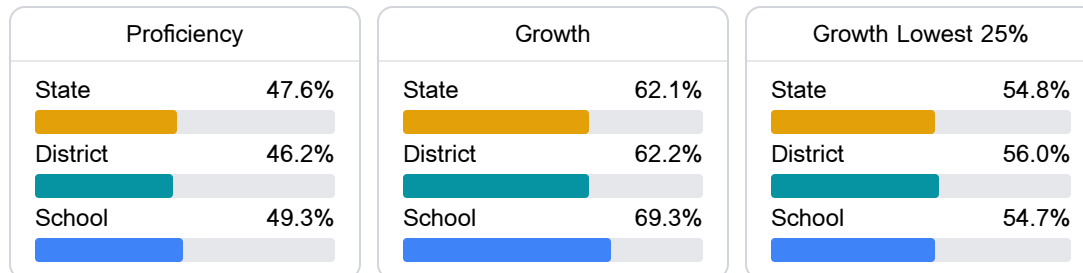 Proficiency
State 47.6%
District 46.2%
School 49.3%
Growth
State 62.1%
District 62.2%
School 69.3%
Growth Lowest 25%
State 54.8%
District 56.0%
School 54.7%